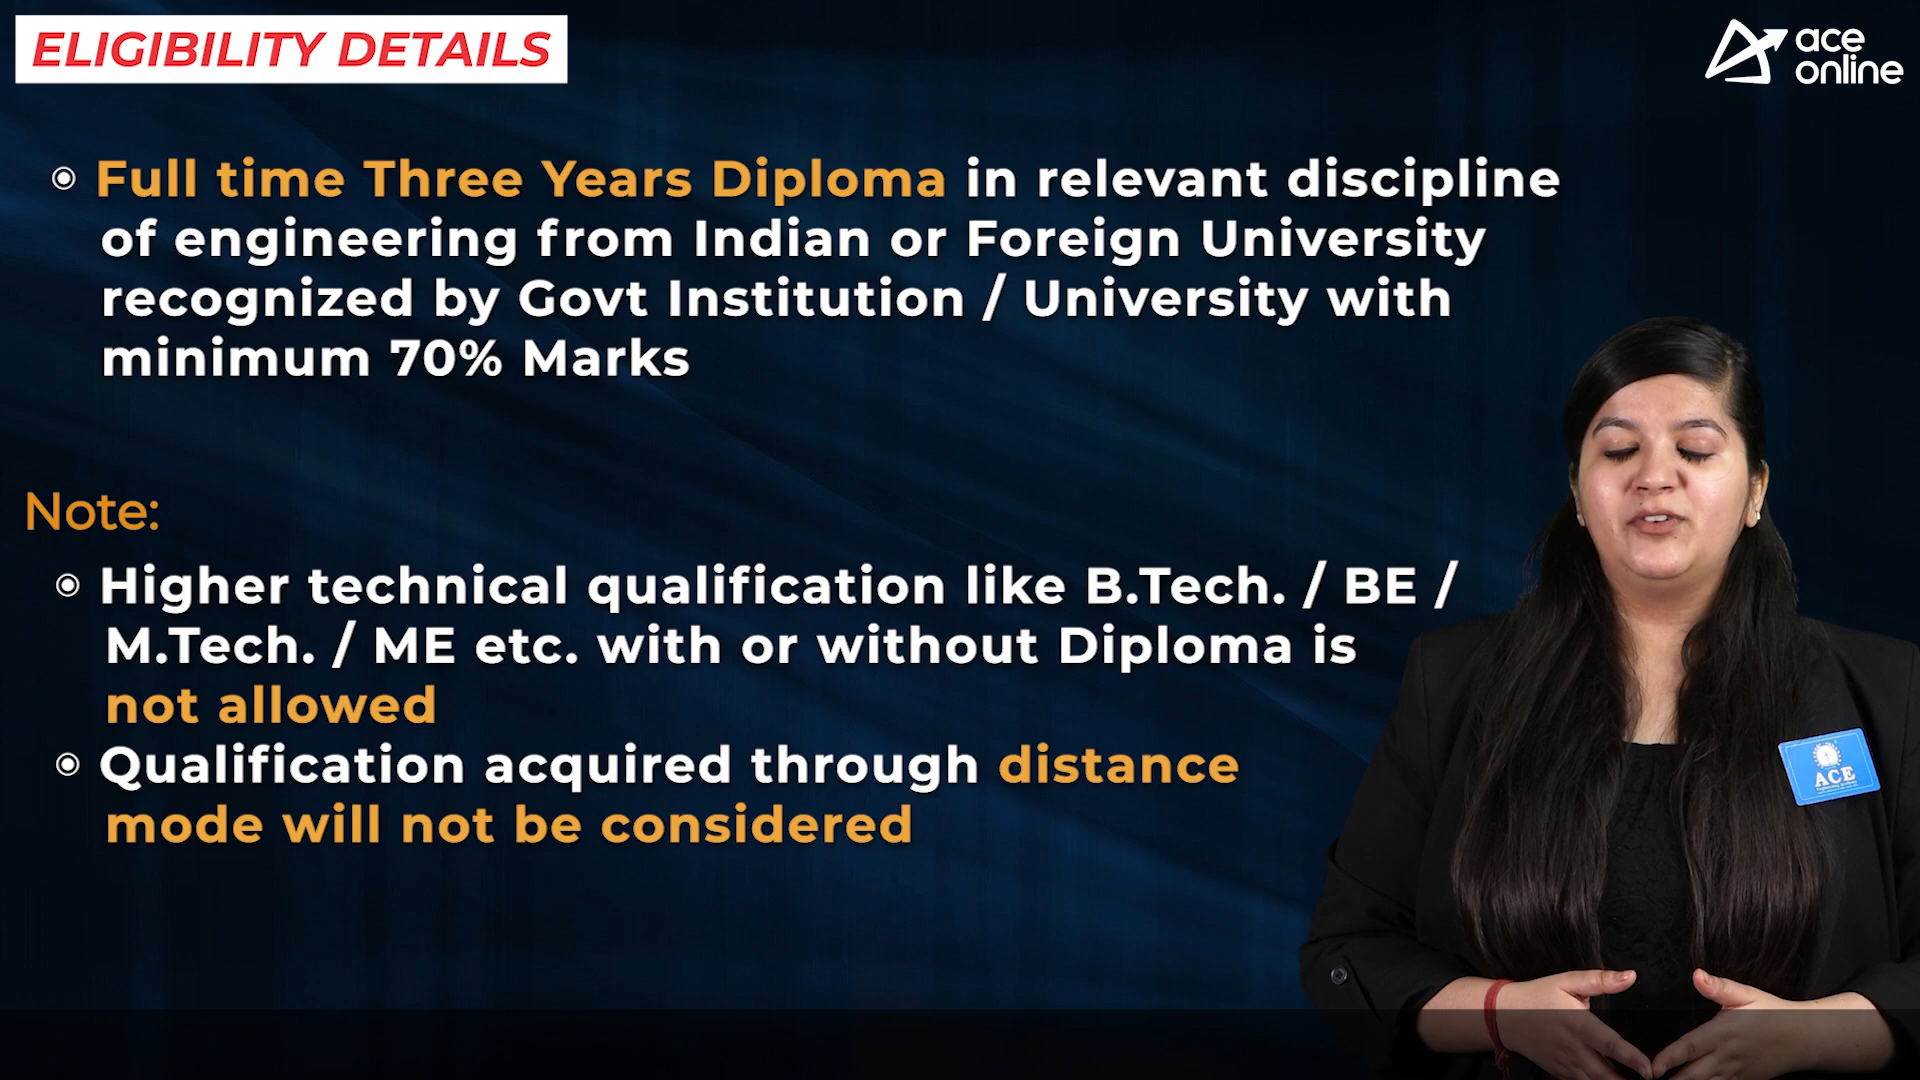 ELIGIBILITY DETAILS
ace
online
Full time Three Years Diploma in relevant discipline
of engineering from Indian or Foreign University
recognized by Govt Institution / University with
minimum 70% Marks
Note:
Higher technical qualification like B.Tech. / BE /
M.Tech. / ME etc. with or without Diploma is
not allowed
Qualification acquired through distance
mode will not be considered
ACE